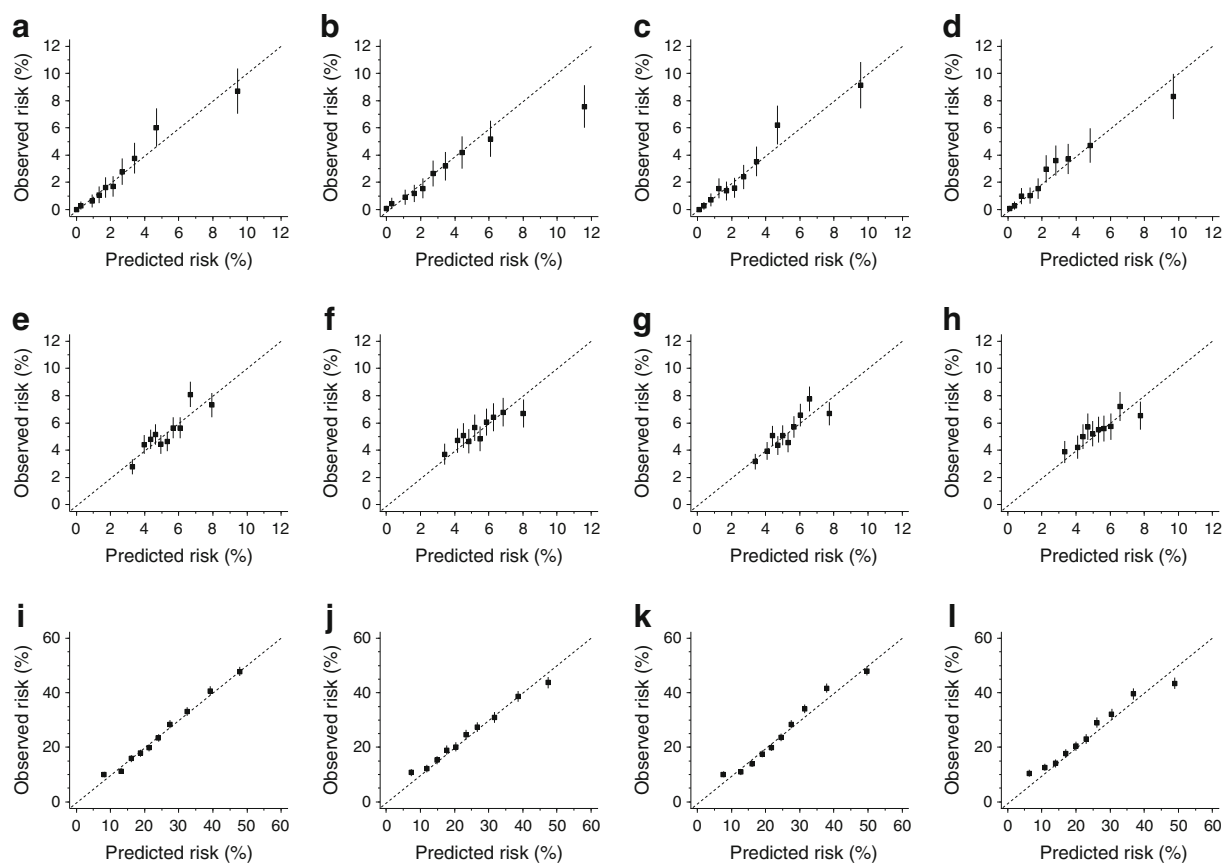 a b c d
12 12 12 12
10 10 10 10
8 8 8 8
6 6 6 6
4 4 4 4
2 2 2 2
0 0 0 0
Observed risk (%) Observed risk (%) Observed risk (%) Observed risk (%)
0 2 4 6 8 10 12 0 2 4 6 8 10 12 0 2 4 6 8 10 12 0 2 4 6 8 10 12
Predicted risk (%) Predicted risk (%) Predicted risk (%) Predicted risk (%)
e f g h
12 12 12 12
10 10 10 10
8 8 8 8
6 6 6 6
4 4 4 4
2 2 2 2
0 0 0 0
Observed risk (%) Observed risk (%) Observed risk (%) Observed risk (%)
0 2 4 6 8 10 12 0 2 4 6 8 10 12 0 2 4 6 8 10 12 0 2 4 6 8 10 12
Predicted risk (%) Predicted risk (%) Predicted risk (%) Predicted risk (%)
i j k l
60 60 60 60
40 40 40 40
20 20 20 20
0 0 0 0
Observed risk (%) Observed risk (%) Observed risk (%) Observed risk (%)
0 10 20 30 40 50 60 0 10 20 30 40 50 60 0 10 20 30 40 50 60 0 10 20 30 40 50 60
Predicted risk (%) Predicted risk (%) Predicted risk (%) Predicted risk (%)